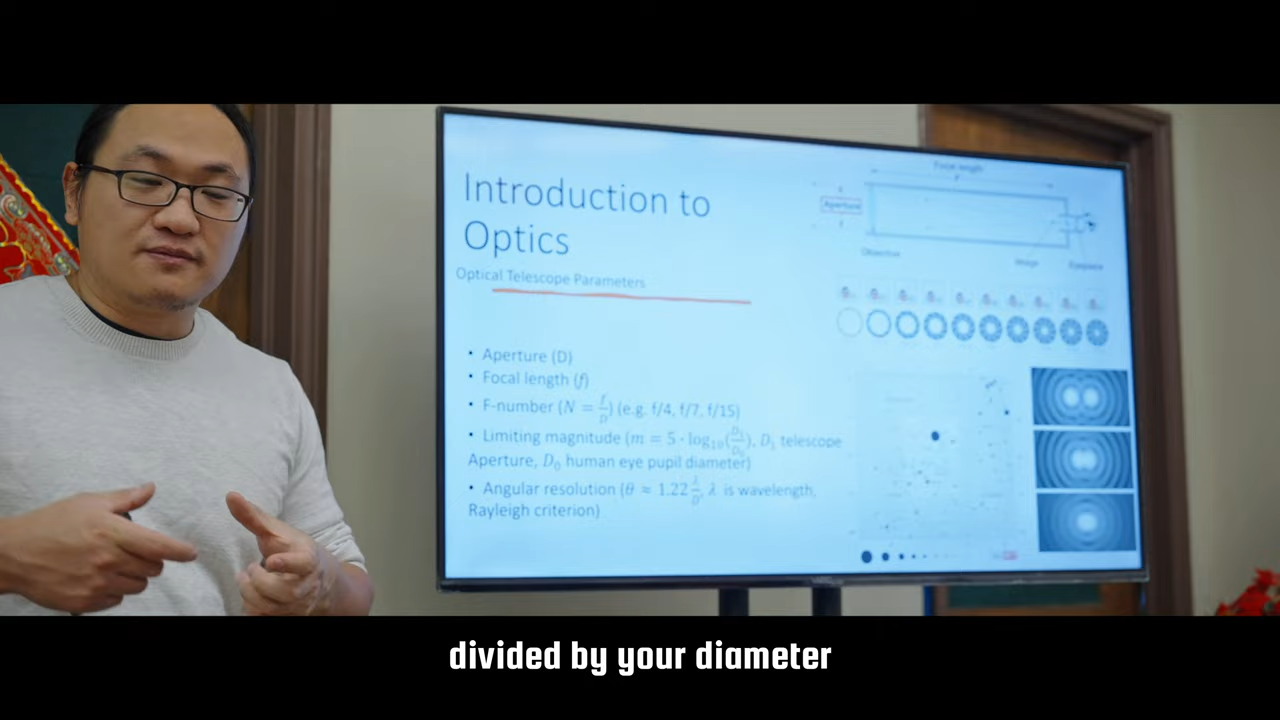 Introduction to
Optics
Optical Telescope Parameters
• Aperture (D)
• Focal length (f)
• F-number (N = f/D) (e.g. f/4, f/7, f/15)
• Limiting magnitude (m = 5 · log₁₀(D₁/D₀), D₁ telescope
Aperture, D₀ human eye pupil diameter)
• Angular resolution (θ ≈ 1.22 λ/D, λ is wavelength,
Rayleigh criterion)
Focal length
f
Aperture
Objective
Image
Eyepiece
divided by your diameter